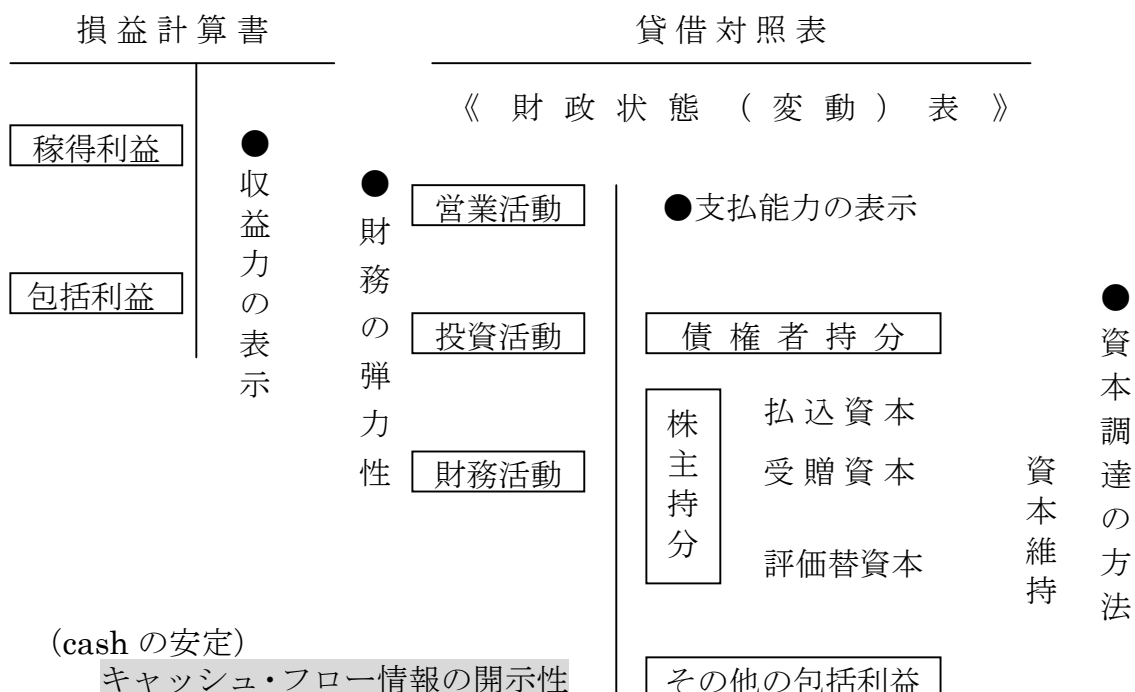 損益計算書
貸借対照表
《財政状態(変動)表》
稼得利益
包括利益
●収益力の表示
●財務の弾力性
営業活動
投資活動
財務活動
●支払能力の表示
債権者持分
株主持分
払込資本
受贈資本
評価替資本
資本維持
●資本調達の方法
(cash の安定)
キャッシュ・フロー情報の開示性
その他の包括利益